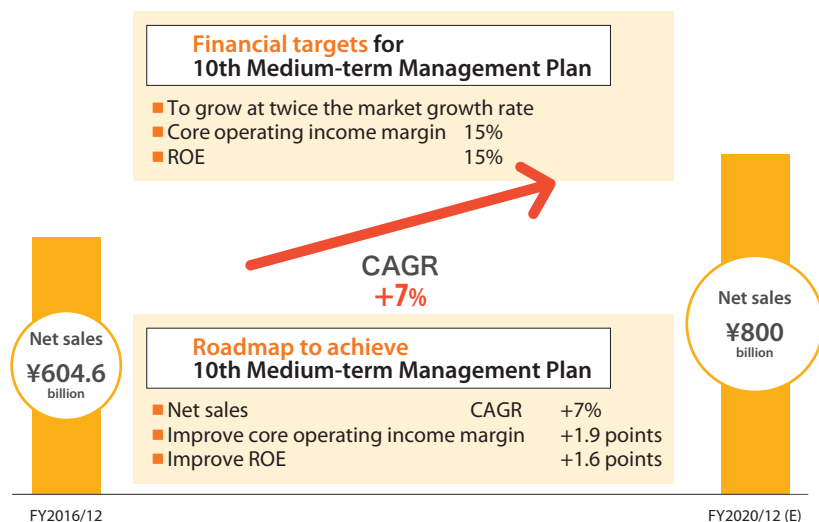 Financial targets for
10th Medium-term Management Plan
■ To grow at twice the market growth rate
■ Core operating income margin 15%
■ ROE 15%
CAGR
+7%
Net sales
¥604.6
billion
Net sales
¥800
billion
Roadmap to achieve
10th Medium-term Management Plan
■ Net sales CAGR +7%
■ Improve core operating income margin +1.9 points
■ Improve ROE +1.6 points
FY2016/12
FY2020/12 (E)